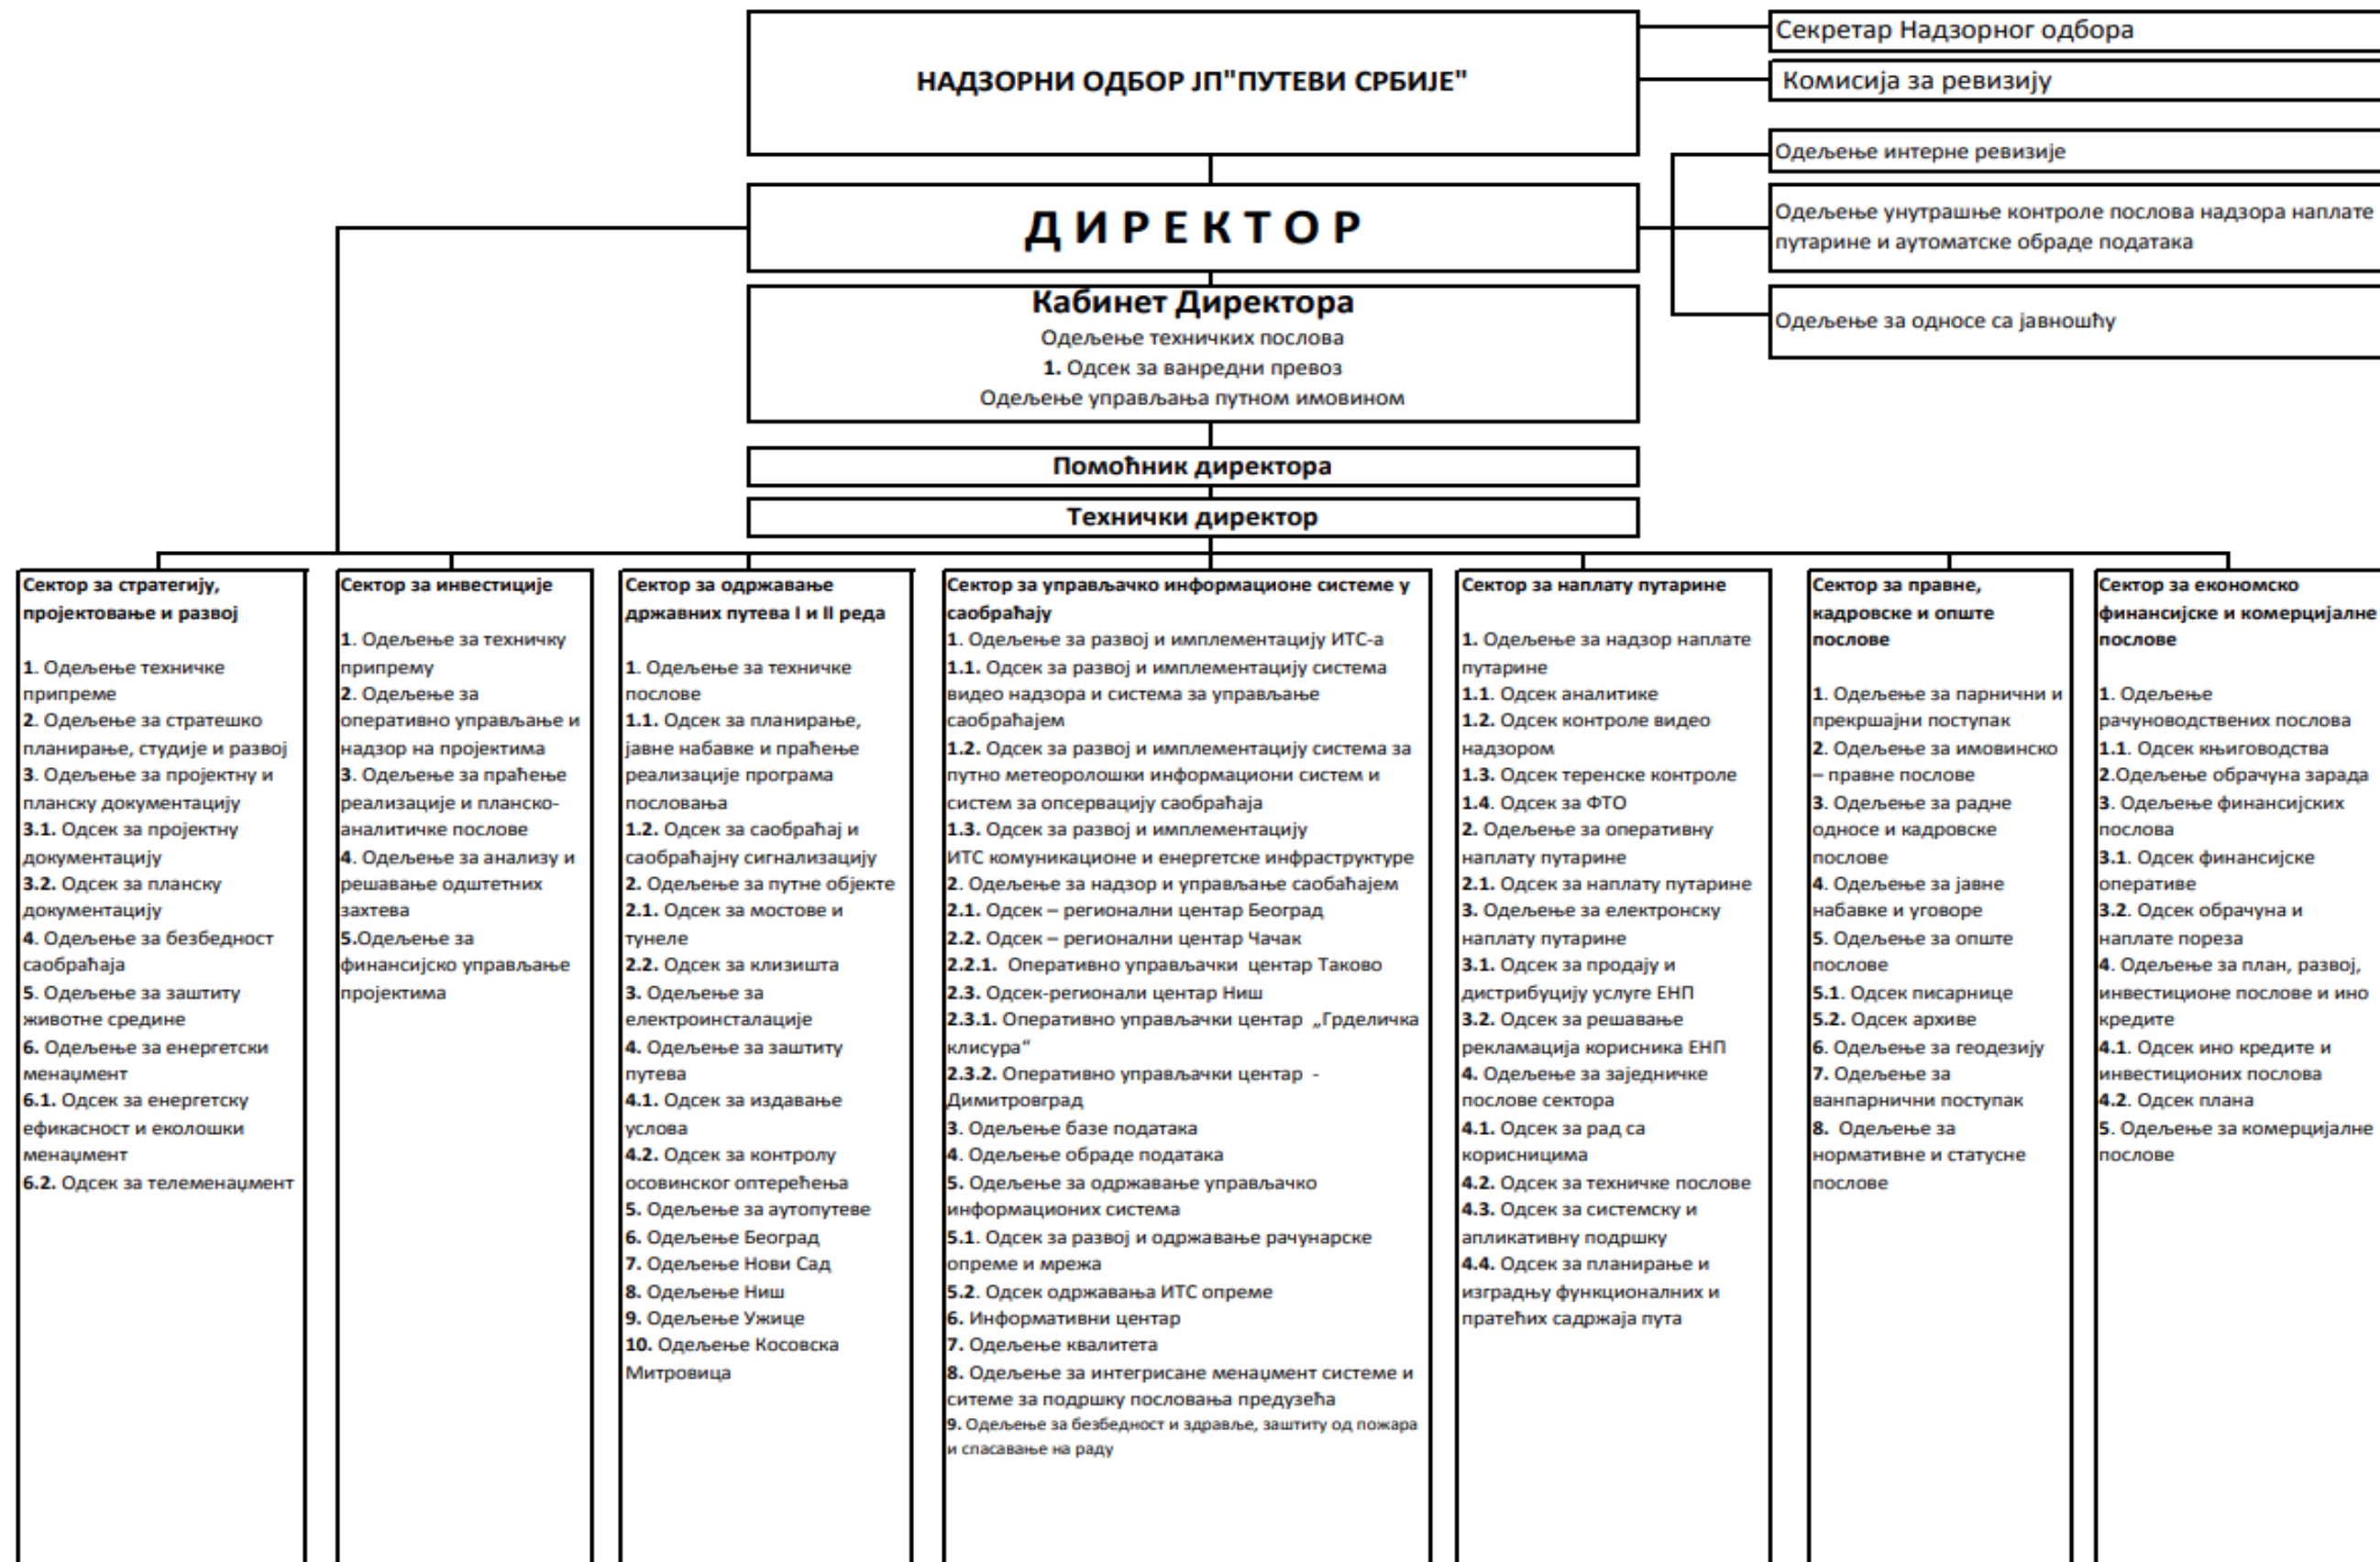 НАДЗОРНИ ОДБОР ЈП"ПУТЕВИ СРБИЈЕ"
Секретар Надзорног одбора
Комисија за ревизију
Одељење интерне ревизије
Одељење унутрашње контроле послова надзора наплате
путарине и аутоматске обраде података
Одељење за односе са јавношћу
Д И Р Е К Т О Р
Кабинет Директора
Одељење техничких послова
1. Одсек за ванредни превоз
Одељење управљања путном имовином
Помоћник директора
Технички директор
Сектор за стратегију,
пројектовање и развој
1. Одељење техничке
припреме
2. Одељење за стратешко
планирање, студије и развој
3. Одељење за пројектну и
планску документацију
3.1. Одсек за пројектну
документацију
3.2. Одсек за планску
документацију
4. Одељење за безбедност
саобраћаја
5. Одељење за заштиту
животне средине
6. Одељење за енергетски
менаџмент
6.1. Одсек за енергетску
ефикасност и еколошки
менаџмент
6.2. Одсек за телеменаџмент
Сектор за инвестиције
1. Одељење за техничку
припрему
2. Одељење за
оперативно управљање и
надзор на пројектима
3. Одељење за праћење
реализације и планско-
аналитичке послове
4. Одељење за анализу и
решавање одштетних
захтева
5.Одељење за
финансијско управљање
пројектима
Сектор за одржавање
државних путева I и II реда
1. Одељење за техничке
послове
1.1. Одсек за планирање,
јавне набавке и праћење
реализације програма
пословања
1.2. Одсек за саобраћај и
саобраћајну сигнализацију
2. Одељење за путне објекте
2.1. Одсек за мостове и
тунеле
2.2. Одсек за клизишта
3. Одељење за
електроинсталације
4. Одељење за заштиту
путева
4.1. Одсек за издавање
услова
4.2. Одсек за контролу
осовинског оптерећења
5. Одељење за аутопутеве
6. Одељење Београд
7. Одељење Нови Сад
8. Одељење Ниш
9. Одељење Ужице
10. Одељење Косовска
Митровица
Сектор за управљачко информационе системе у
саобраћају
1. Одељење за развој и имплементацију ИТС-а
1.1. Одсек за развој и имплементацију система
видео надзора и система за управљање
саобраћајем
1.2. Одсек за развој и имплементацију система за
путно метеоролошки информациони систем и
систем за опсервацију саобраћаја
1.3. Одсек за развој и имплементацију
ИТС комуникационе и енергетске инфраструктуре
2. Одељење за надзор и управљање саобаћајем
2.1. Одсек – регионални центар Београд
2.2. Одсек – регионални центар Чачак
2.2.1. Оперативно управљачки центар Таково
2.3. Одсек-регионали центар Ниш
2.3.1. Оперативно управљачки центар „Грделичка
клисура“
2.3.2. Оперативно управљачки центар -
Димитровград
3. Одељење базе података
4. Одељење обраде података
5. Одељење за одржавање управљачко
информационих система
5.1. Одсек за развој и одржавање рачунарске
опреме и мрежа
5.2. Одсек одржавања ИТС опреме
6. Информативни центар
7. Одељење квалитета
8. Одељење за интегрисане менаџмент системе и
ситеме за подршку пословања предузећа
9. Одељење за безбедност и здравље, заштиту од пожара
и спасавање на раду
Сектор за наплату путарине
1. Одељење за надзор наплате
путарине
1.1. Одсек аналитике
1.2. Одсек контроле видео
надзором
1.3. Одсек теренске контроле
1.4. Одсек за ФТО
2. Одељење за оперативну
наплату путарине
2.1. Одсек за наплату путарине
3. Одељење за електронску
наплату путарине
3.1. Одсек за продају и
дистрибуцију услуге ЕНП
3.2. Одсек за решавање
рекламација корисника ЕНП
4. Одељење за заједничке
послове сектора
4.1. Одсек за рад са
корисницима
4.2. Одсек за техничке послове
4.3. Одсек за системску и
апликативну подршку
4.4. Одсек за планирање и
изградњу функционалних и
пратећих садржаја пута
Сектор за правне,
кадровске и опште
послове
1. Одељење за парнични и
прекршајни поступак
2. Одељење за имовинско
– правне послове
3. Одељење за радне
односе и кадровске
послове
4. Одељење за јавне
набавке и уговоре
5. Одељење за опште
послове
5.1. Одсек писарнице
5.2. Одсек архиве
6. Одељење за геодезију
7. Одељење за
ванпарнични поступак
8. Одељење за
нормативне и статусне
послове
Сектор за економско
финансијске и комерцијалне
послове
1. Одељење
рачуноводствених послова
1.1. Одсек књиговодства
2.Одељење обрачуна зарада
3. Одељење финансијских
послова
3.1. Одсек финансијске
оперативе
3.2. Одсек обрачуна и
наплате пореза
4. Одељење за план, развој,
инвестиционе послове и ино
кредите
4.1. Одсек ино кредите и
инвестиционих послова
4.2. Одсек плана
5. Одељење за комерцијалне
послове